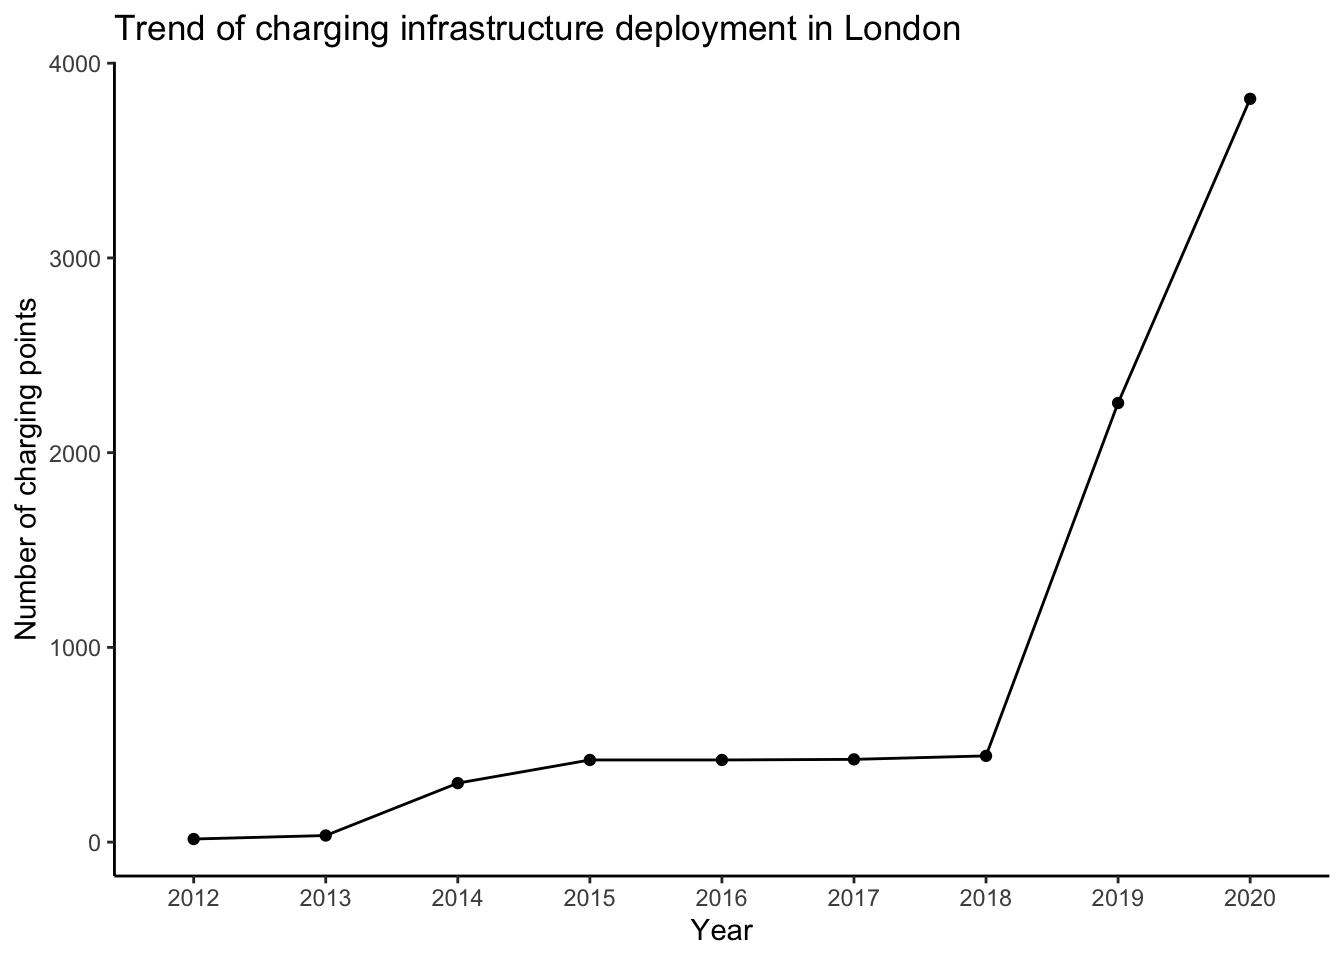 Trend of charging infrastructure deployment in London
Number of charging points
4000
3000
2000
1000
0
2012 2013 2014 2015 2016 2017 2018 2019 2020
Year